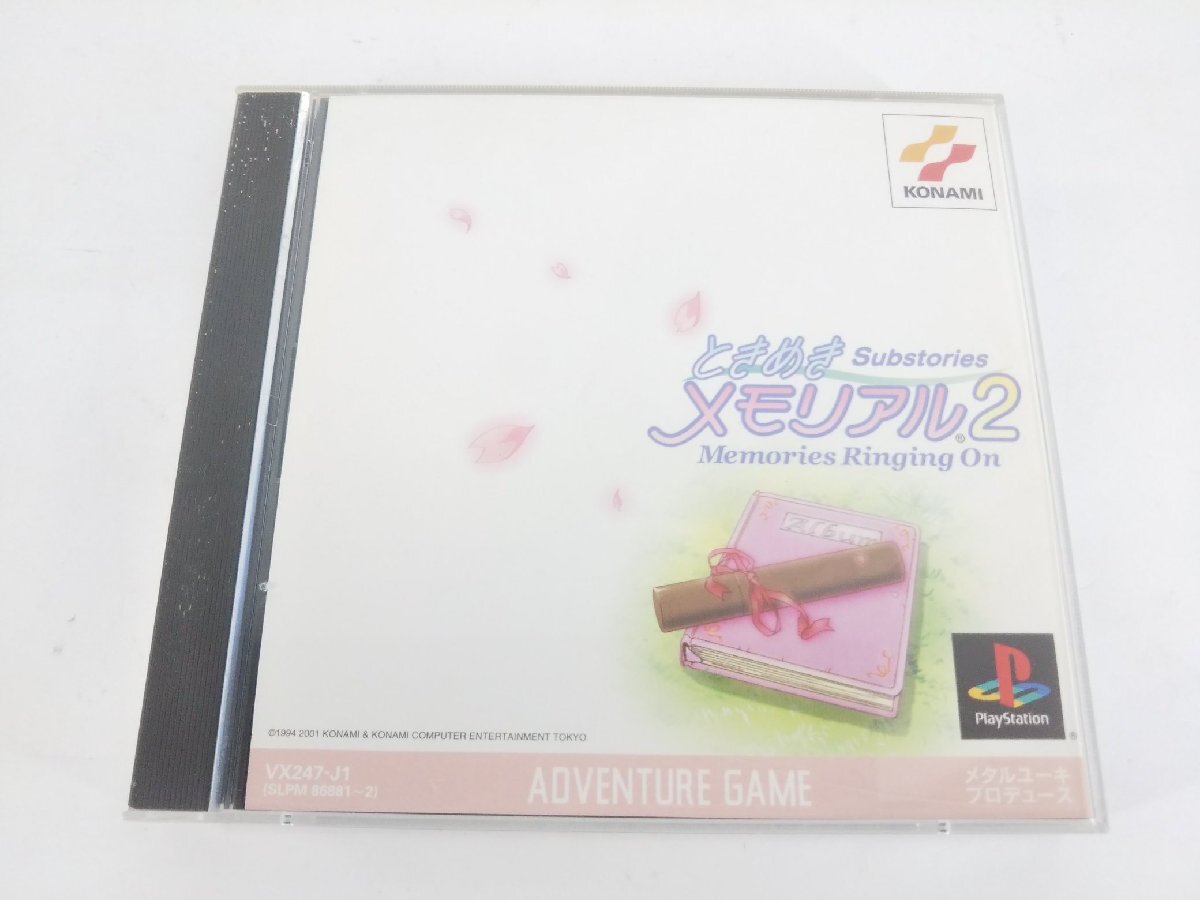 KONAMI
ときめき Substories
メモリアル®2
Memories Ringing On
Album
PlayStation®
©1994 2001 KONAMI & KONAMI COMPUTER ENTERTAINMENT TOKYO
VX247-J1
(SLPM 86881~2)
ADVENTURE GAME
メタルユーキ
プロデュース